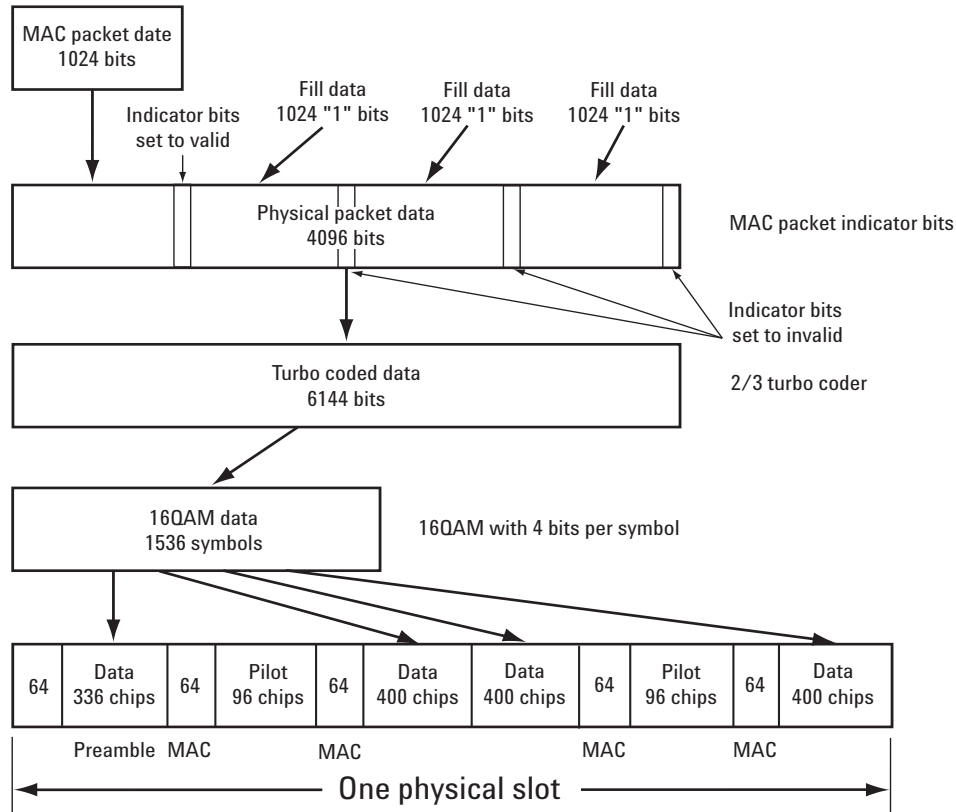 MAC packet date
1024 bits
Indicator bits
set to valid
Fill data
1024 "1" bits
Fill data
1024 "1" bits
Fill data
1024 "1" bits
Physical packet data
4096 bits
MAC packet indicator bits
Indicator bits
set to invalid
Turbo coded data
6144 bits
2/3 turbo coder
16QAM data
1536 symbols
16QAM with 4 bits per symbol
64
Data
336 chips
64
Pilot
96 chips
64
Data
400 chips
Data
400 chips
64
Pilot
96 chips
64
Data
400 chips
Preamble
MAC
MAC
MAC
MAC
One physical slot